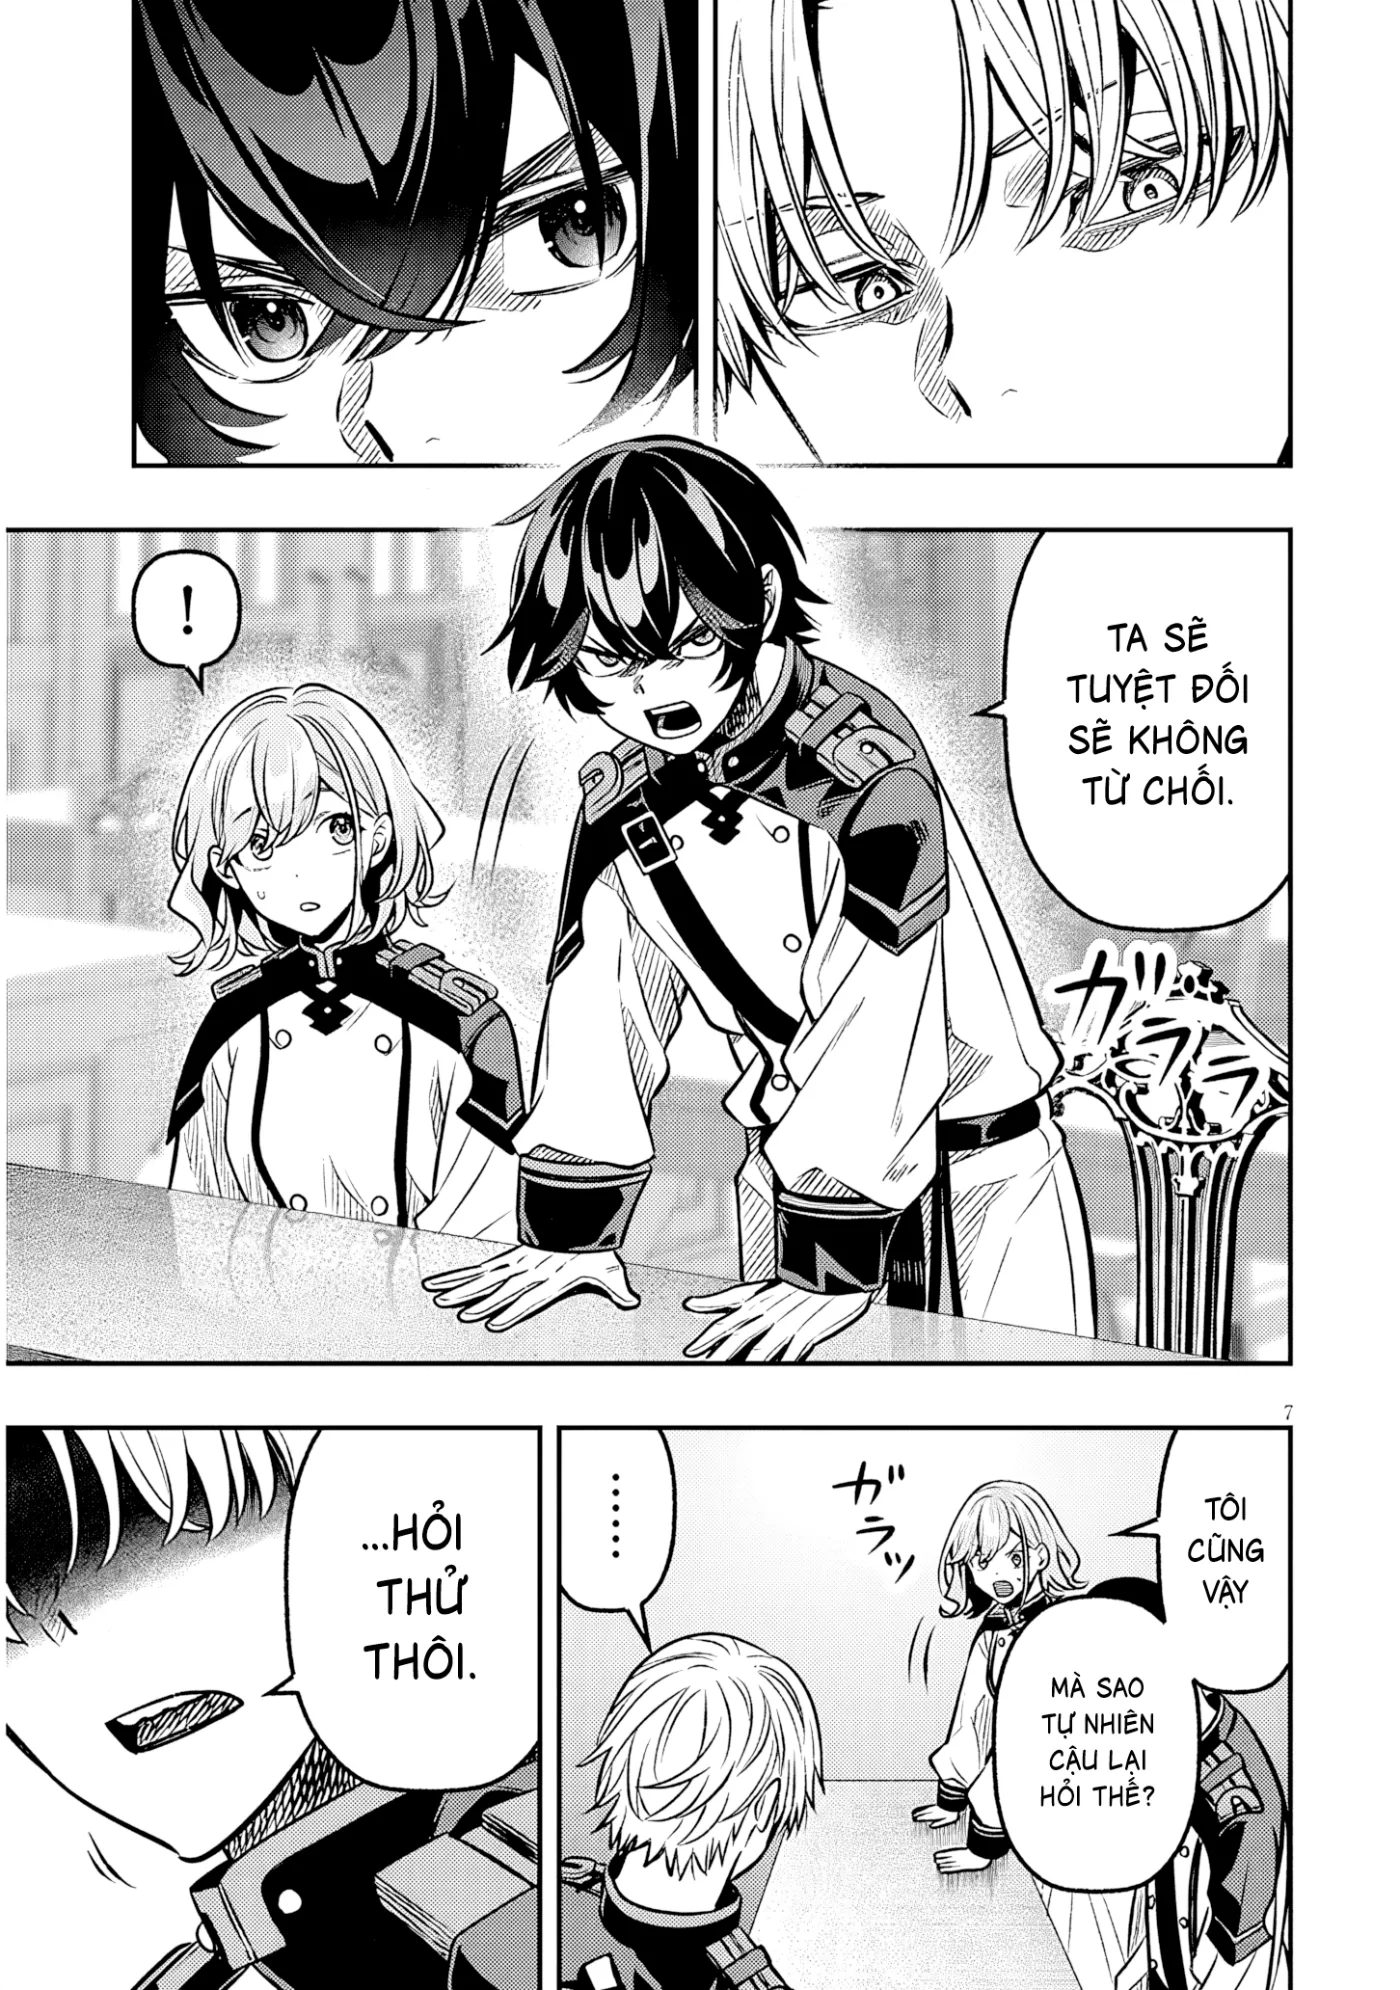 TA SẼ
TUYỆT ĐỐI
SẼ KHÔNG
TỪ CHỐI.
!
ガララッ
7
TÔI
CŨNG
VẬY
MÀ SAO
TỰ NHIÊN
CẬU LẠI
HỎI THẾ?
ガラッ
......
...HỎI
THỬ
THÔI.